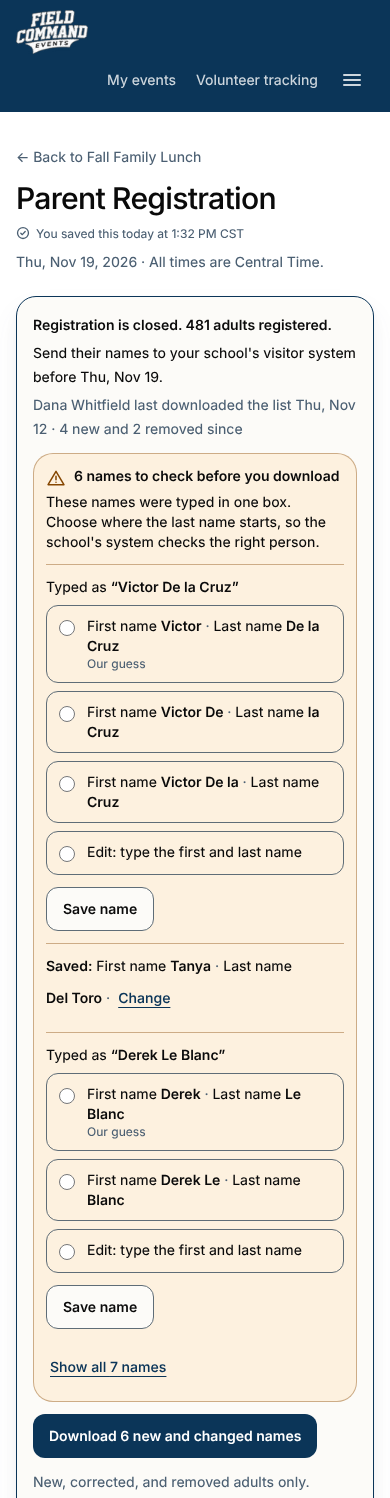 FIELD
COMMAND
EVENTS
My events
Volunteer tracking
← Back to Fall Family Lunch
Parent Registration
You saved this today at 1:32 PM CST
Thu, Nov 19, 2026 · All times are Central Time.
Registration is closed. 481 adults registered.
Send their names to your school's visitor system
before Thu, Nov 19.
Dana Whitfield last downloaded the list Thu, Nov
12 · 4 new and 2 removed since
6 names to check before you download
These names were typed in one box.
Choose where the last name starts, so the
school's system checks the right person.
Typed as “Victor De la Cruz”
First name Victor · Last name De la
Cruz
Our guess
First name Victor De · Last name la
Cruz
First name Victor De la · Last name
Cruz
Edit: type the first and last name
Save name
Saved: First name Tanya · Last name
Del Toro · Change
Typed as “Derek Le Blanc”
First name Derek · Last name Le
Blanc
Our guess
First name Derek Le · Last name
Blanc
Edit: type the first and last name
Save name
Show all 7 names
Download 6 new and changed names
New, corrected, and removed adults only.